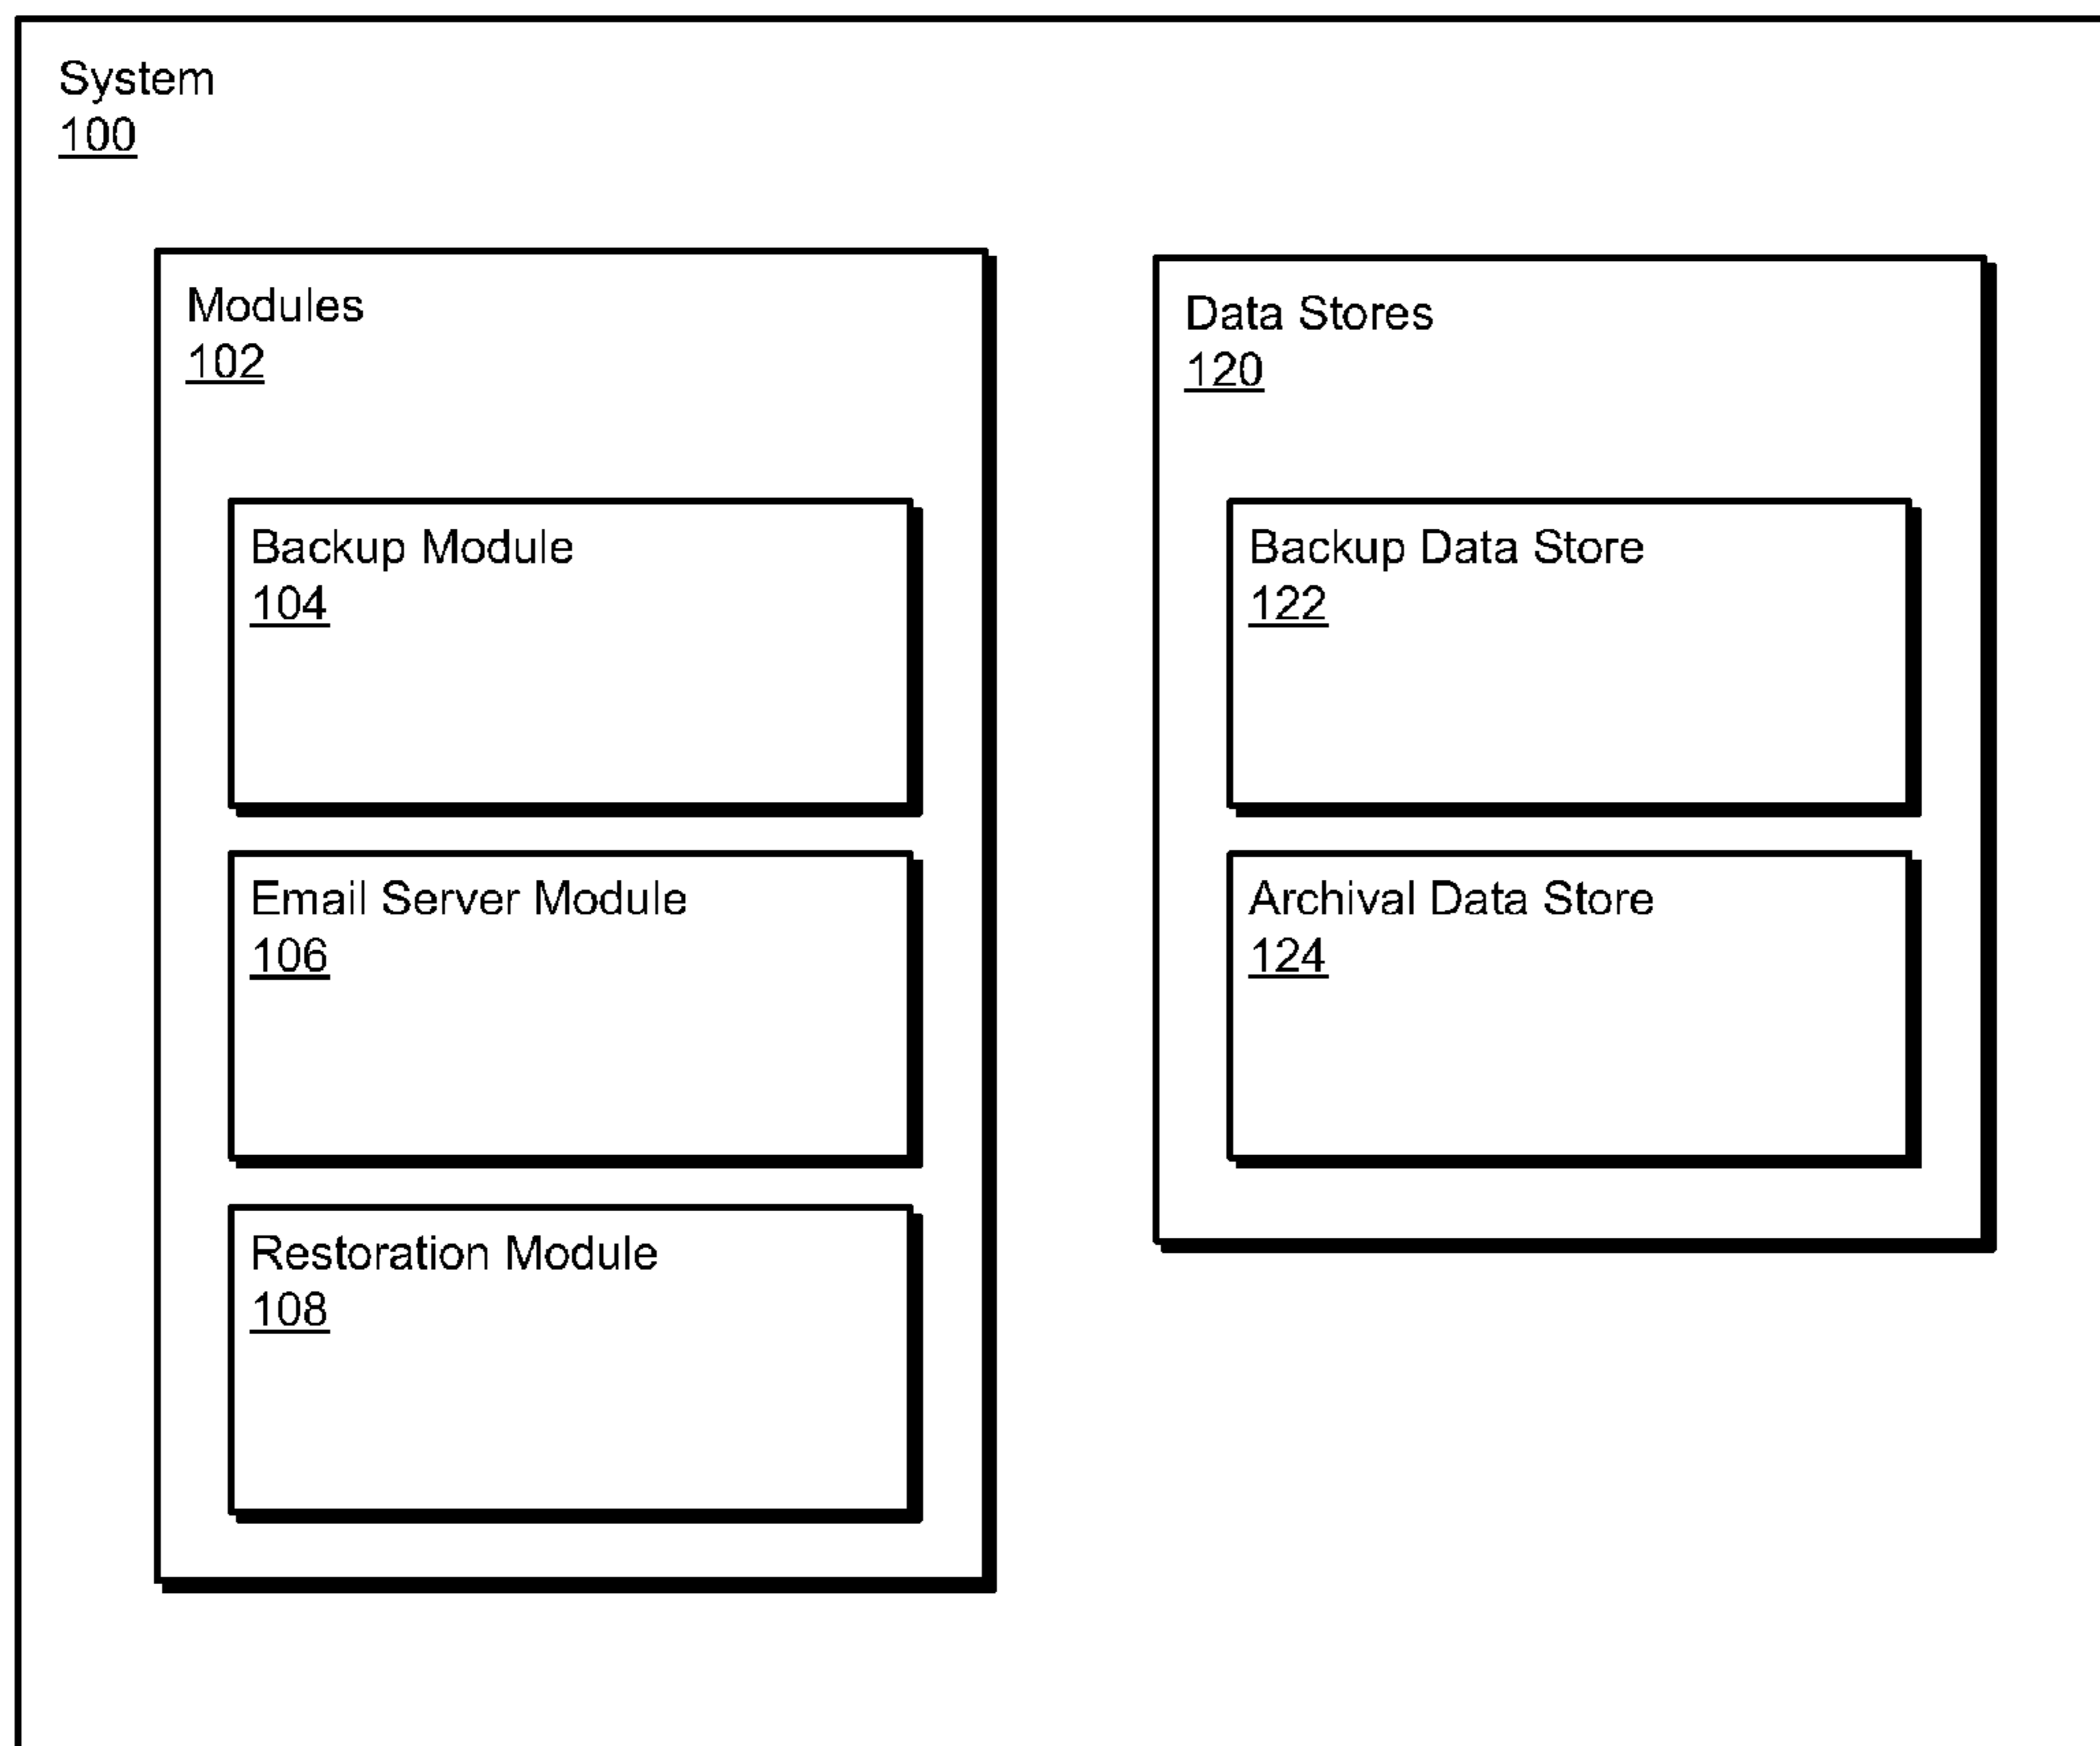 System
100
Modules
102
Backup Module
104
Email Server Module
106
Restoration Module
108
Data Stores
120
Backup Data Store
122
Archival Data Store
124